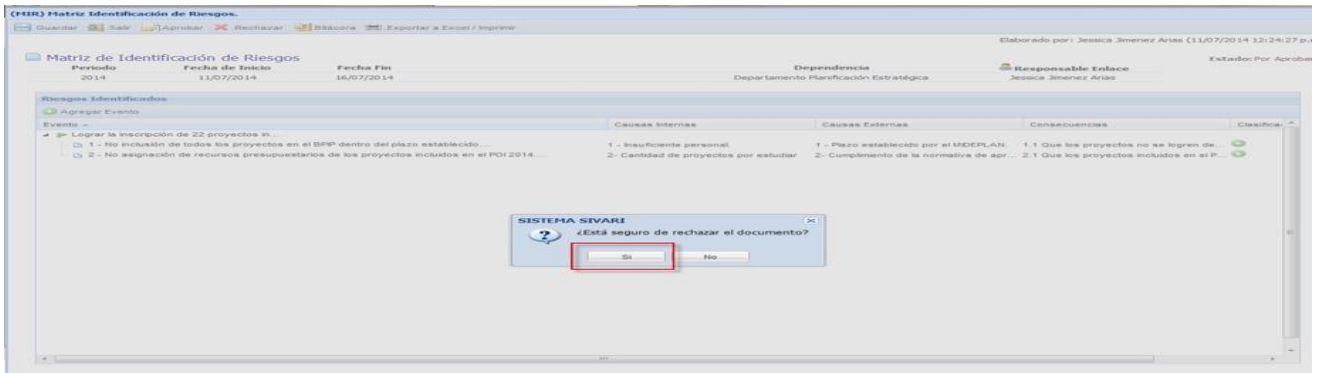 (MIR) Matriz Identificación de Riesgos.
Guardar Salir Aprobar Rechazar Bitácora Exportar a Excel / Imprimir
Elaborado por: Jessica Jimenez Arias (11/07/2014 12:24:27 p.
Matriz de Identificación de Riesgos
Estado: Por Aprobar
Periodo Fecha de Inicio Fecha Fin Dependencia Responsable Enlace
2014 11/07/2014 16/07/2014 Departamento Planificación Estratégica Jessica Jimenez Arias
Riesgos Identificados
Agregar Evento
Evento Causas Internas Causas Externas Consecuencias Clasifica
Lograr la inscripción de 22 proyectos in...
1 - No inclusión de todos los proyectos en el BPIP dentro del plazo establecido.... 1 - Insuficiente personal. 1 - Plazo establecido por el MIDEPLAN. 1.1 Que los proyectos no se logren de...
2 - No asignación de recursos presupuestarios de los proyectos incluidos en el POI 2014.... 2- Cantidad de proyectos por estudiar 2- Cumplimiento de la normativa de apr... 2.1 Que los proyectos incluidos en el P...
SISTEMA SIVARI
¿Está seguro de rechazar el documento?
Si No